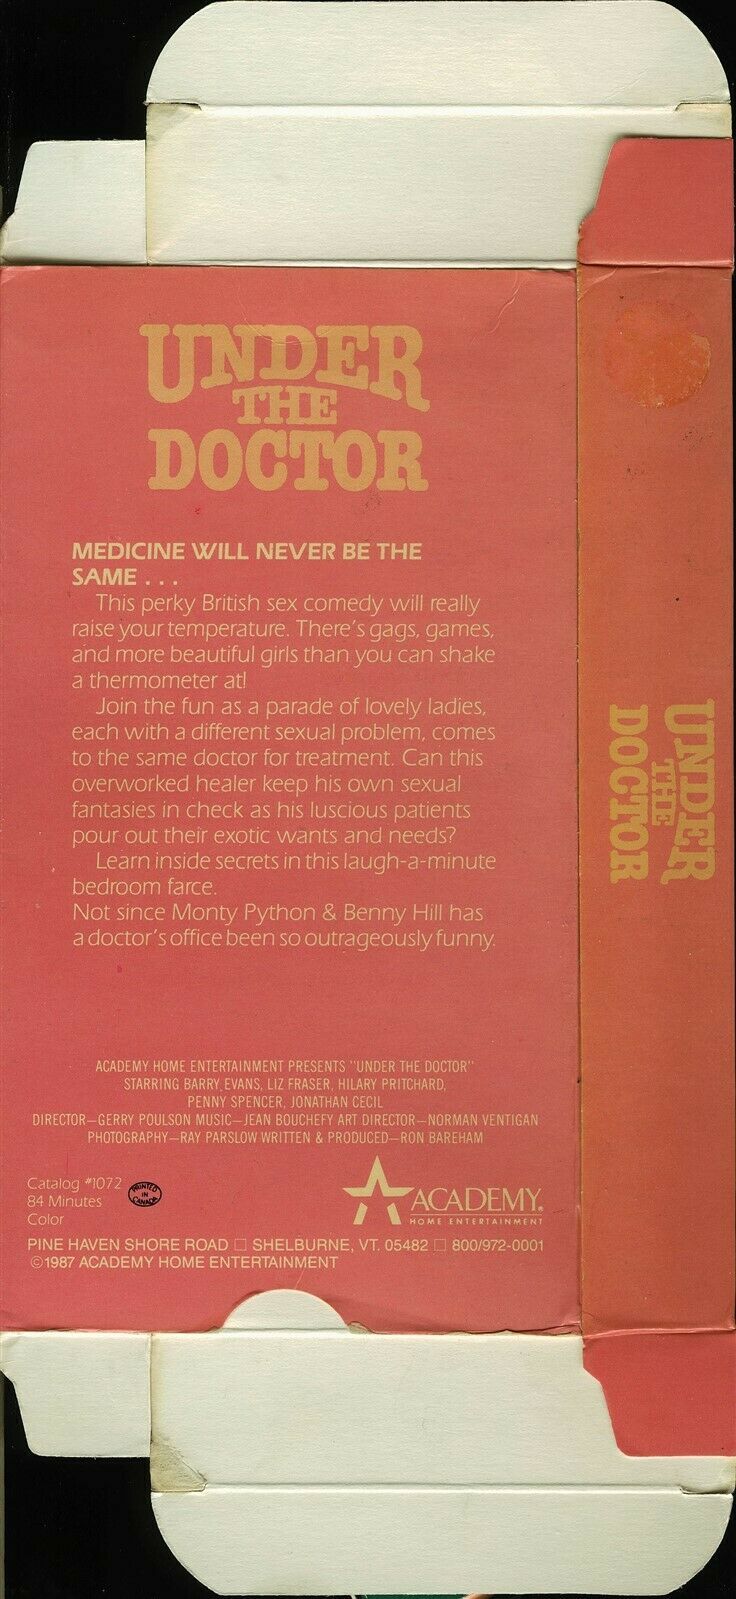 UNDER
THE
DOCTOR
MEDICINE WILL NEVER BE THE
SAME . . .
This perky British sex comedy will really
raise your temperature. There's gags, games,
and more beautiful girls than you can shake
a thermometer at!
Join the fun as a parade of lovely ladies,
each with a different sexual problem, comes
to the same doctor for treatment. Can this
overworked healer keep his own sexual
fantasies in check as his luscious patients
pour out their exotic wants and needs?
Learn inside secrets in this laugh-a-minute
bedroom farce.
Not since Monty Python & Benny Hill has
a doctor's office been so outrageously funny.
ACADEMY HOME ENTERTAINMENT PRESENTS "UNDER THE DOCTOR"
STARRING BARRY EVANS, LIZ FRASER, HILARY PRITCHARD,
PENNY SPENCER, JONATHAN CECIL
DIRECTOR—GERRY POULSON MUSIC—JEAN BOUCHEFY ART DIRECTOR—NORMAN VENTIGAN
PHOTOGRAPHY—RAY PARSLOW WRITTEN & PRODUCED—RON BAREHAM
Catalog #1072
84 Minutes
Color
PRINTED
IN
CANADA
ACADEMY®
HOME ENTERTAINMENT
PINE HAVEN SHORE ROAD □ SHELBURNE, VT. 05482 □ 800/972-0001
©1987 ACADEMY HOME ENTERTAINMENT
UNDER
THE
DOCTOR